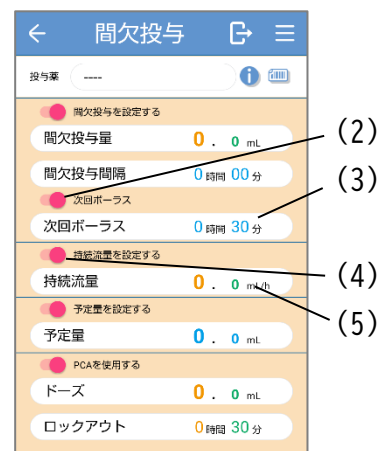 間欠投与
投与薬 ----
間欠投与を設定する
間欠投与量 0 . 0 mL
間欠投与間隔 0 時間 00 分
次回ボーラス
次回ボーラス 0 時間 30 分
持続流量を設定する
持続流量 0 . 0 mL/h
予定量を設定する
予定量 0 . 0 mL
PCAを使用する
ドーズ 0 . 0 mL
ロックアウト 0 時間 30 分
(2)
(3)
(4)
(5)